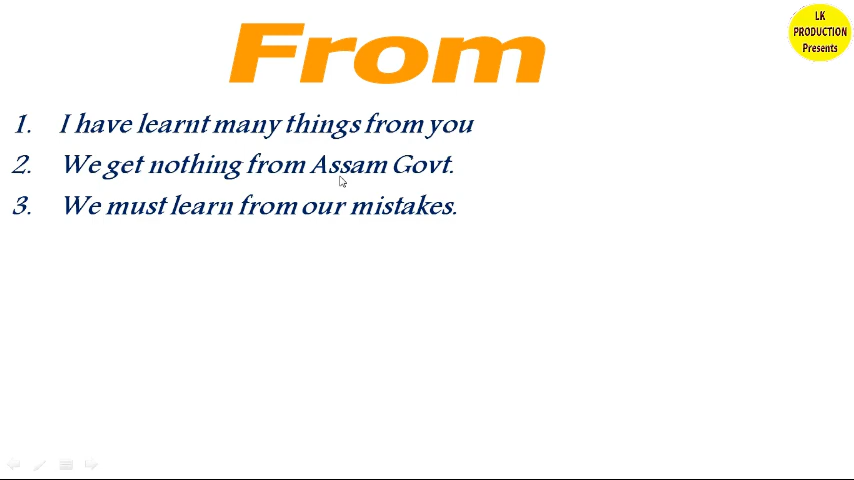 From
LK
PRODUCTION
Presents
1. I have learnt many things from you
2. We get nothing from Assam Govt.
3. We must learn from our mistakes.